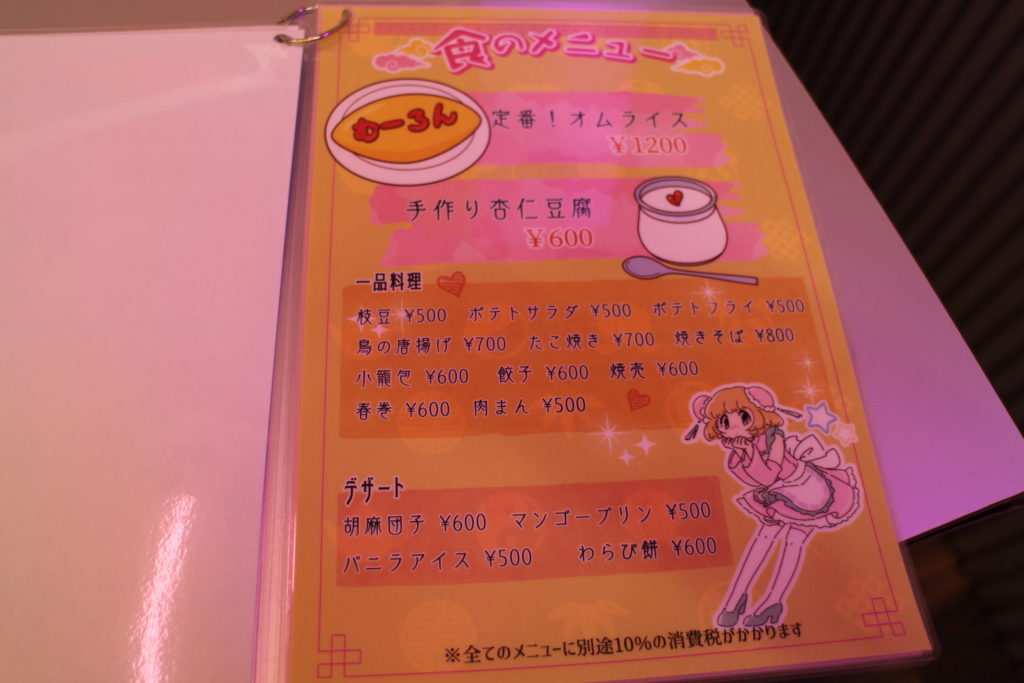 食のメニュー
むーろん
定番！オムライス
￥1200
手作り杏仁豆腐
￥600
一品料理
枝豆 ¥500 ポテトサラダ ¥500 ポテトフライ ¥500
鳥の唐揚げ ¥700 たこ焼き ¥700 焼きそば ¥800
小籠包 ¥600 餃子 ¥600 焼売 ¥600
春巻 ¥600 肉まん ¥500
デザート
胡麻団子 ¥600 マンゴープリン ¥500
バニラアイス ¥500 わらび餅 ¥600
※全てのメニューに別途10%の消費税がかかります